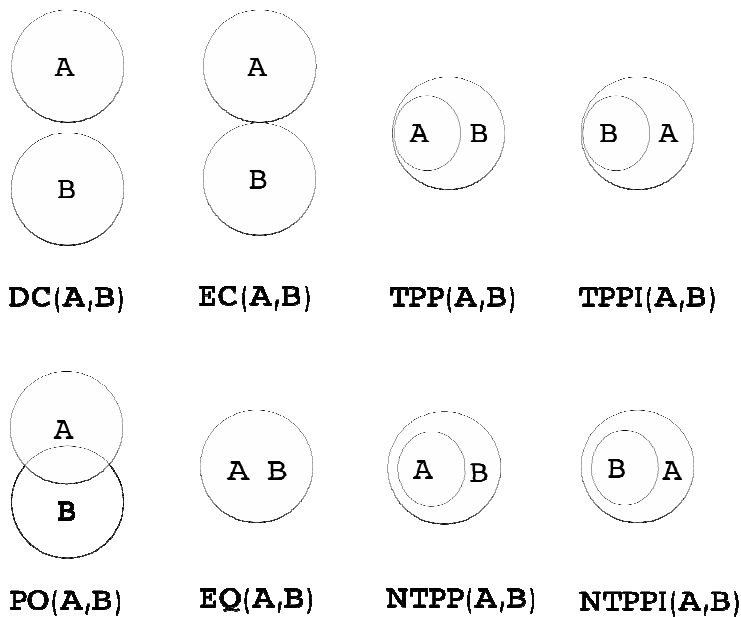 A A
A B B A
B B
DC(A,B) EC(A,B) TPP(A,B) TPPI(A,B)
A
A B A B B A
B
PO(A,B) EQ(A,B) NTPP(A,B) NTPPI(A,B)